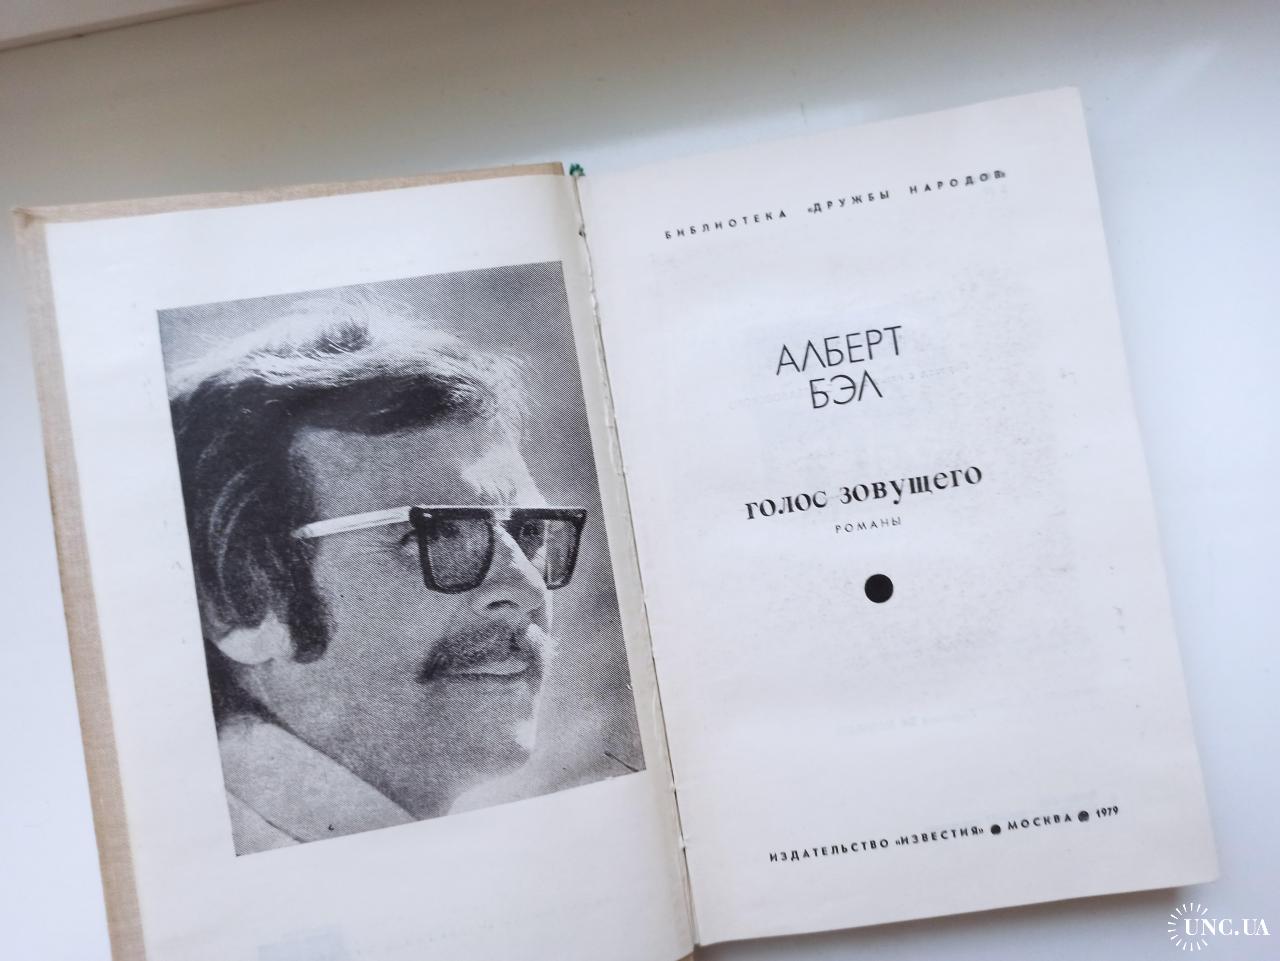 БИБЛИОТЕКА «ДРУЖБЫ НАРОДОВ»
АЛБЕРТ
БЭЛ
голос зовущего
РОМАНЫ
ИЗДАТЕЛЬСТВО «ИЗВЕСТИЯ» ● МОСКВА ● 1979
UNC.UA